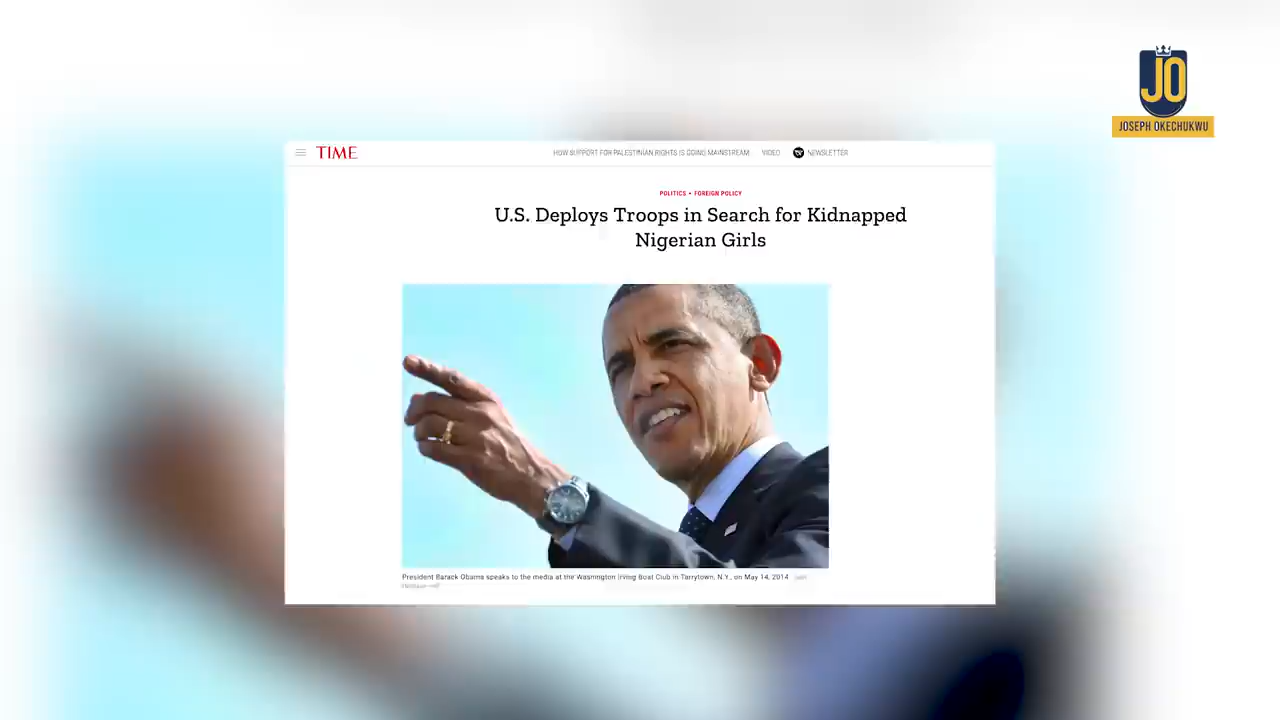 JO
JOSEPH OKECHUKWU
TIME
HOW SUPPORT FOR PALESTINIAN RIGHTS IS GOING MAINSTREAM VIDEO NEWSLETTER
POLITICS • FOREIGN POLICY
U.S. Deploys Troops in Search for Kidnapped
Nigerian Girls
President Barack Obama speaks to the media at the Washington Irving Boat Club in Tarrytown, N.Y., on May 14, 2014